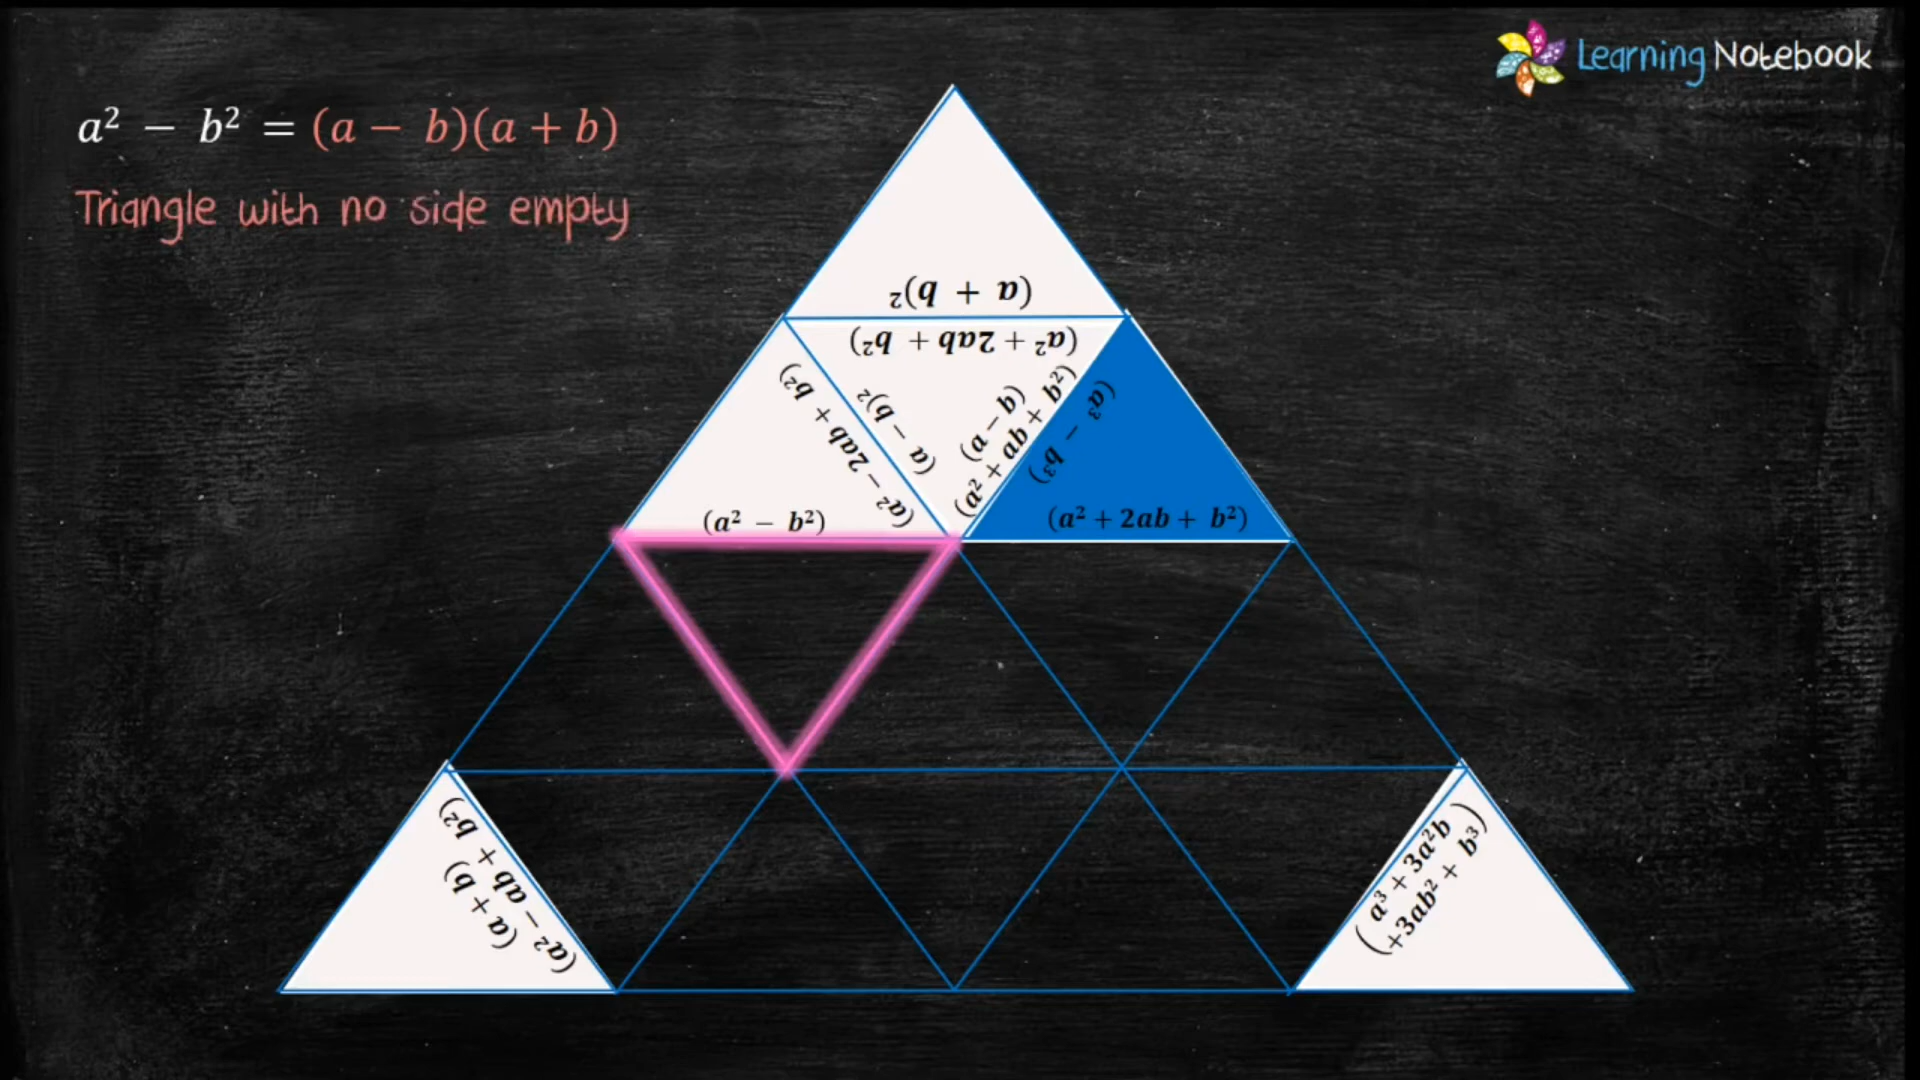 Learning Notebook
a² − b² = (a − b)(a + b)
Triangle with no side empty
(a + b)²
(a² + 2ab + b²)
(a² − 2ab + b²)
(a − b)²
(a − b)
(a² + ab + b²)
(a³ − b³)
(a² − b²)
(a² + 2ab + b²)
(a + b)
(a² − ab + b²)
(a³ + 3a²b
+3ab² + b³)